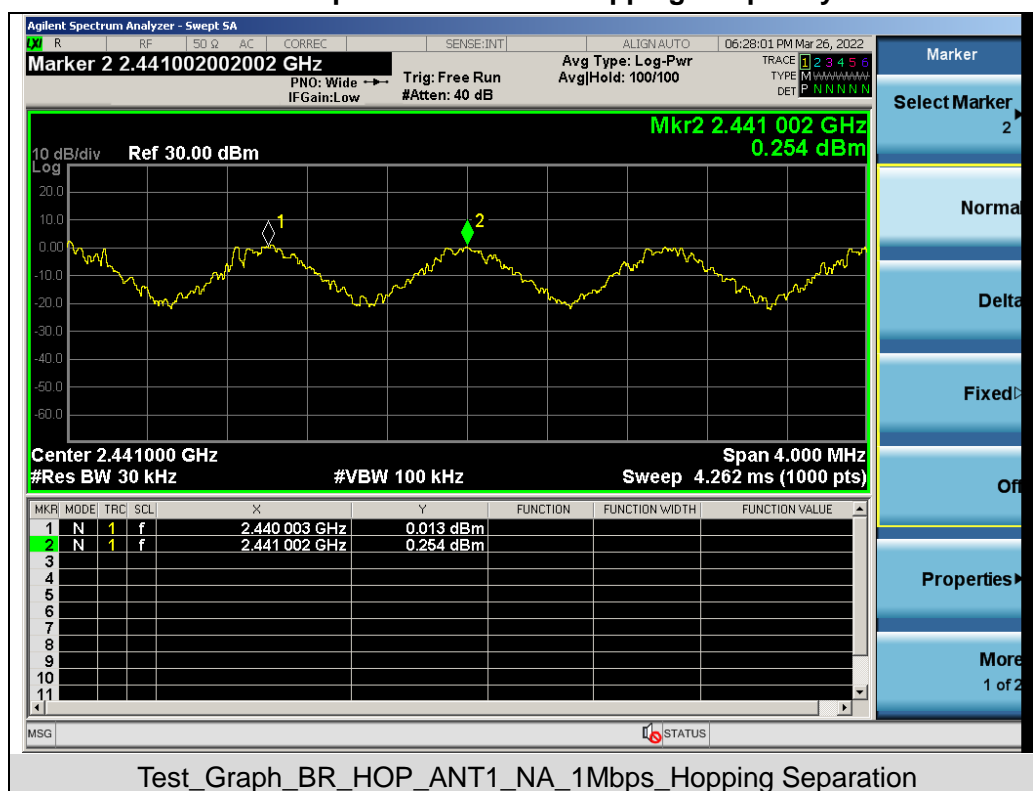 Agilent Spectrum Analyzer - Swept SA
LXI R RF 50 Ω AC CORREC SENSE:INT ALIGN AUTO 06:28:01 PM Mar 26, 2022
Marker 2 2.441002002002 GHz
PNO: Wide
IFGain:Low
Trig: Free Run
#Atten: 40 dB
Avg Type: Log-Pwr
Avg|Hold: 100/100
TRACE 1 2 3 4 5 6
TYPE M W W W W W
DET P N N N N N
Mkr2 2.441 002 GHz
0.254 dBm
10 dB/div Ref 30.00 dBm
Log
20.0
10.0
0.00
-10.0
-20.0
-30.0
-40.0
-50.0
-60.0
1
2
Center 2.441000 GHz Span 4.000 MHz
#Res BW 30 kHz #VBW 100 kHz Sweep 4.262 ms (1000 pts)
MKR MODE TRC SCL X Y FUNCTION FUNCTION WIDTH FUNCTION VALUE
1 N 1 f 2.440 003 GHz 0.013 dBm
2 N 1 f 2.441 002 GHz 0.254 dBm
3
4
5
6
7
8
9
10
11
MSG STATUS
Marker
Select Marker
2
Normal
Delta
Fixed
Off
Properties
More
1 of 2
Test_Graph_BR_HOP_ANT1_NA_1Mbps_Hopping Separation